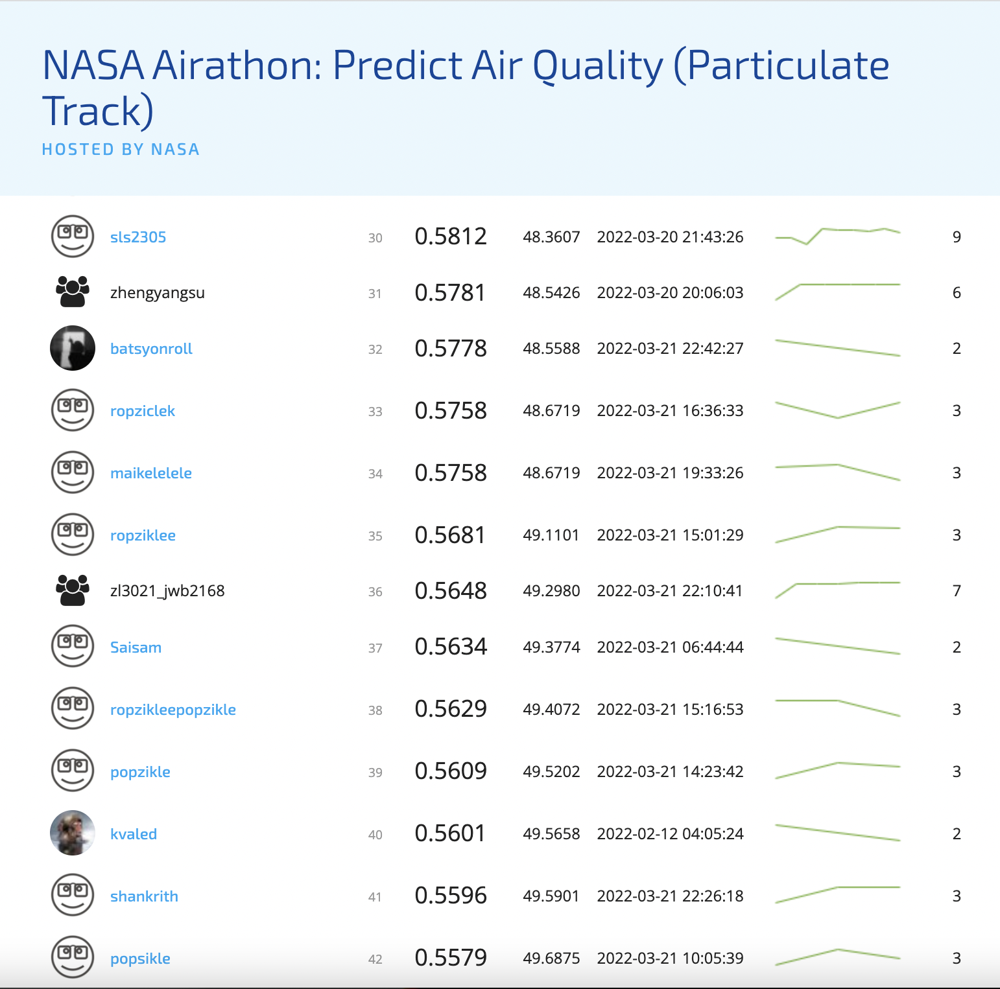 NASA Airathon: Predict Air Quality (Particulate
Track)
HOSTED BY NASA
sls2305 30 0.5812 48.3607 2022-03-20 21:43:26 9
zhengyangsu 31 0.5781 48.5426 2022-03-20 20:06:03 6
batsyonroll 32 0.5778 48.5588 2022-03-21 22:42:27 2
ropziclek 33 0.5758 48.6719 2022-03-21 16:36:33 3
maikelelele 34 0.5758 48.6719 2022-03-21 19:33:26 3
ropziklee 35 0.5681 49.1101 2022-03-21 15:01:29 3
zl3021_jwb2168 36 0.5648 49.2980 2022-03-21 22:10:41 7
Saisam 37 0.5634 49.3774 2022-03-21 06:44:44 2
ropzikleepopzikle 38 0.5629 49.4072 2022-03-21 15:16:53 3
popzikle 39 0.5609 49.5202 2022-03-21 14:23:42 3
kvaled 40 0.5601 49.5658 2022-02-12 04:05:24 2
shankrith 41 0.5596 49.5901 2022-03-21 22:26:18 3
popsikle 42 0.5579 49.6875 2022-03-21 10:05:39 3